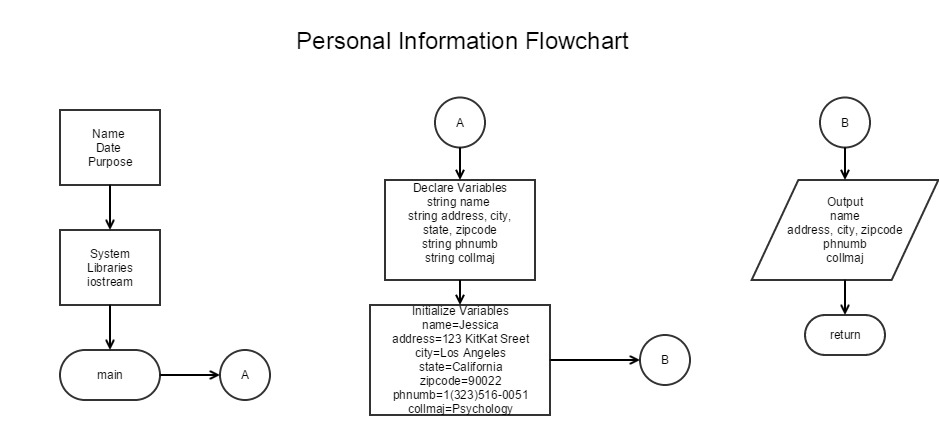 Personal Information Flowchart
Name
Date
Purpose
System
Libraries
iostream
main
A
A
Declare Variables
string name
string address, city,
state, zipcode
string phnumb
string collmaj
Initialize Variables
name=Jessica
address=123 KitKat Sreet
city=Los Angeles
state=California
zipcode=90022
phnumb=1(323)516-0051
collmaj=Psychology
B
B
Output
name
address, city, zipcode
phnumb
collmaj
return